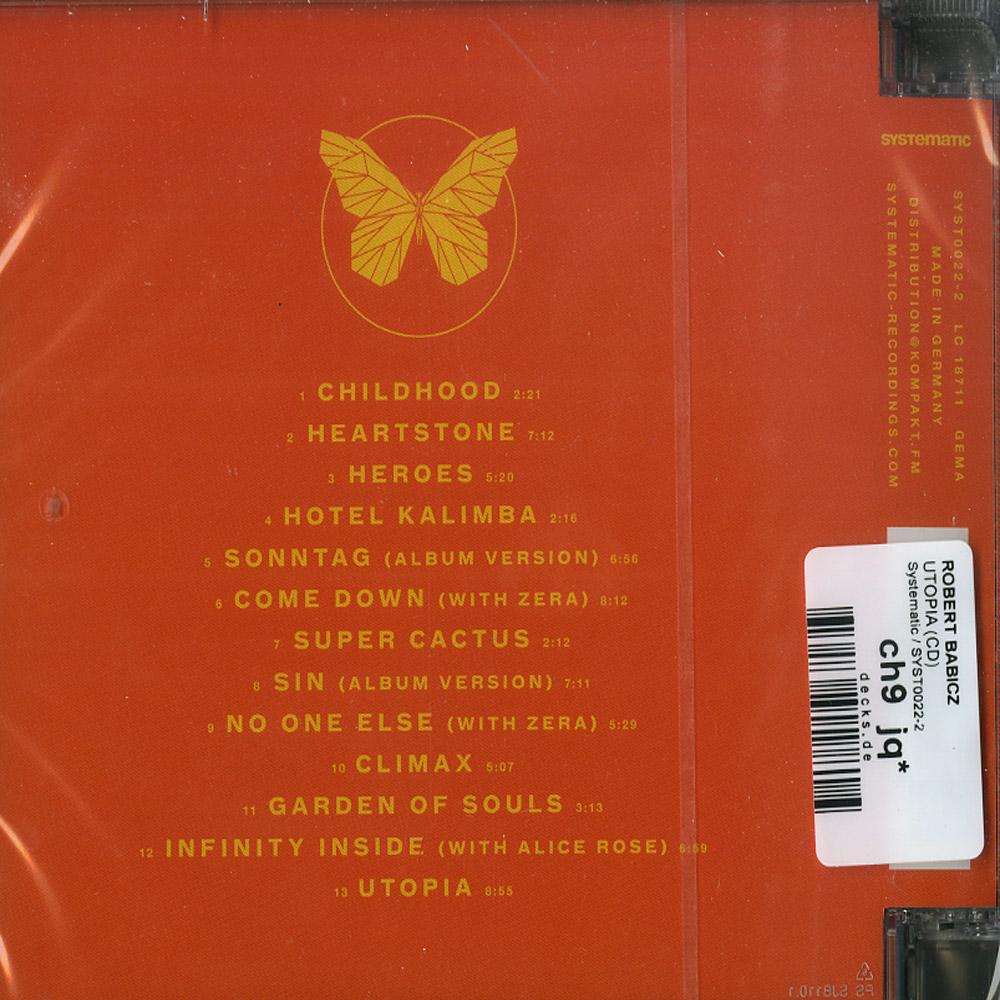 1 CHILDHOOD 2:21
2 HEARTSTONE 7:12
3 HEROES 5:20
4 HOTEL KALIMBA 2:16
5 SONNTAG (ALBUM VERSION) 6:56
6 COME DOWN (WITH ZERA) 8:12
7 SUPER CACTUS 2:12
8 SIN (ALBUM VERSION) 7:11
9 NO ONE ELSE (WITH ZERA) 5:29
10 CLIMAX 5:07
11 GARDEN OF SOULS 3:13
12 INFINITY INSIDE (WITH ALICE ROSE) 6:59
13 UTOPIA 8:55
SYSTEMATIC
SYST0022-2 LC 18711 GEMA
MADE IN GERMANY
DISTRIBUTION@KOMPAKT.FM
SYSTEMATIC-RECORDINGS.COM
ROBERT BABICZ
UTOPIA (CD)
Systematic / SYST0022-2
ch9 jq*
decks.de
PS SJ8110.1